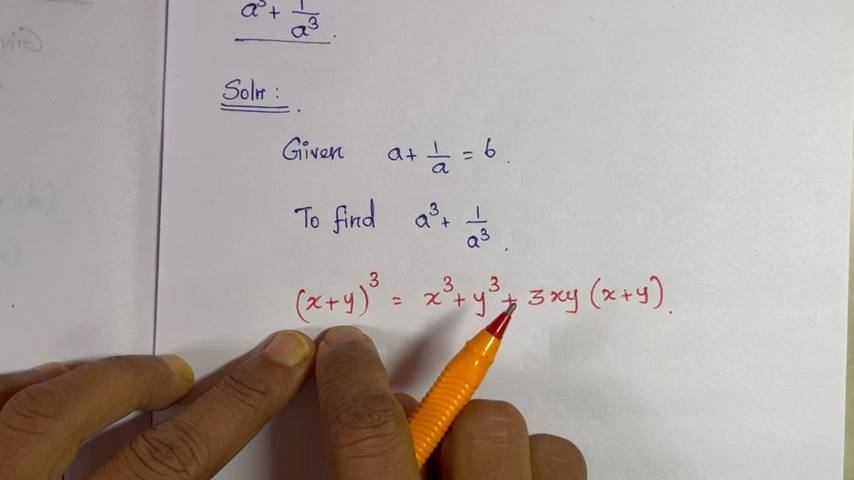 a³ + 1/a³
Soln:
Given a + 1/a = 6.
To find a³ + 1/a³.
(x+y)³ = x³ + y³ + 3xy (x+y).